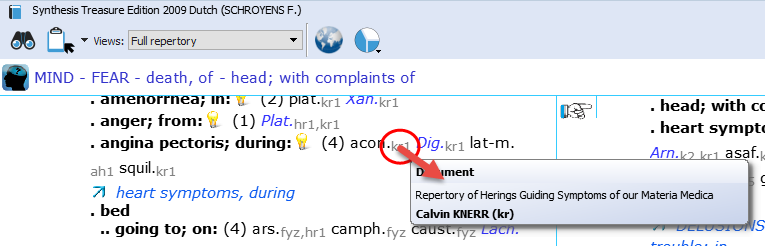 Synthesis Treasure Edition 2009 Dutch (SCHROYENS F.)
Views: Full repertory
MIND - FEAR - death, of - head; with complaints of
. amenorrhea; in: (2) plat.kr1 Xan.kr1
. anger; from: (1) Plat.hr1,kr1
. angina pectoris; during: (4) acon.kr1 Dig.kr1 lat-m.
ah1 squil.kr1
heart symptoms, during
. bed
.. going to; on: (4) ars.fyz,hr1 camph.fyz caust.fyz Lach.
. head; with co
. heart sympto
Arn.k2,kr1 asaf.
Document
Repertory of Herings Guiding Symptoms of our Materia Medica
Calvin KNERR (kr)